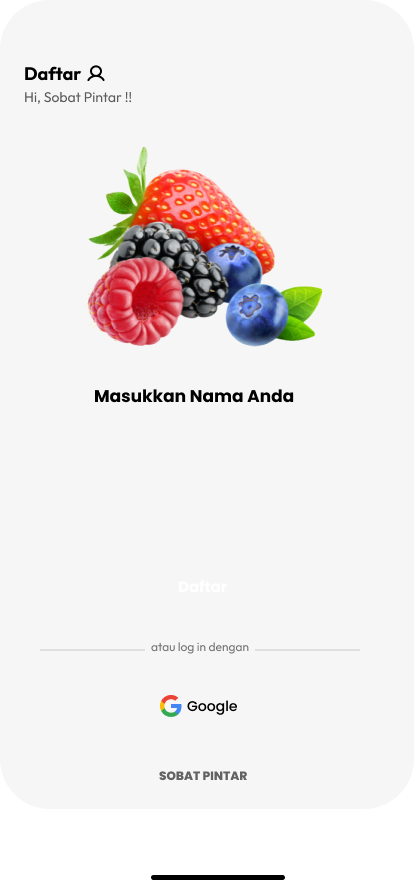 Daftar
Hi, Sobat Pintar !!
Masukkan Nama Anda
Daftar
atau log in dengan
Google
SOBAT PINTAR